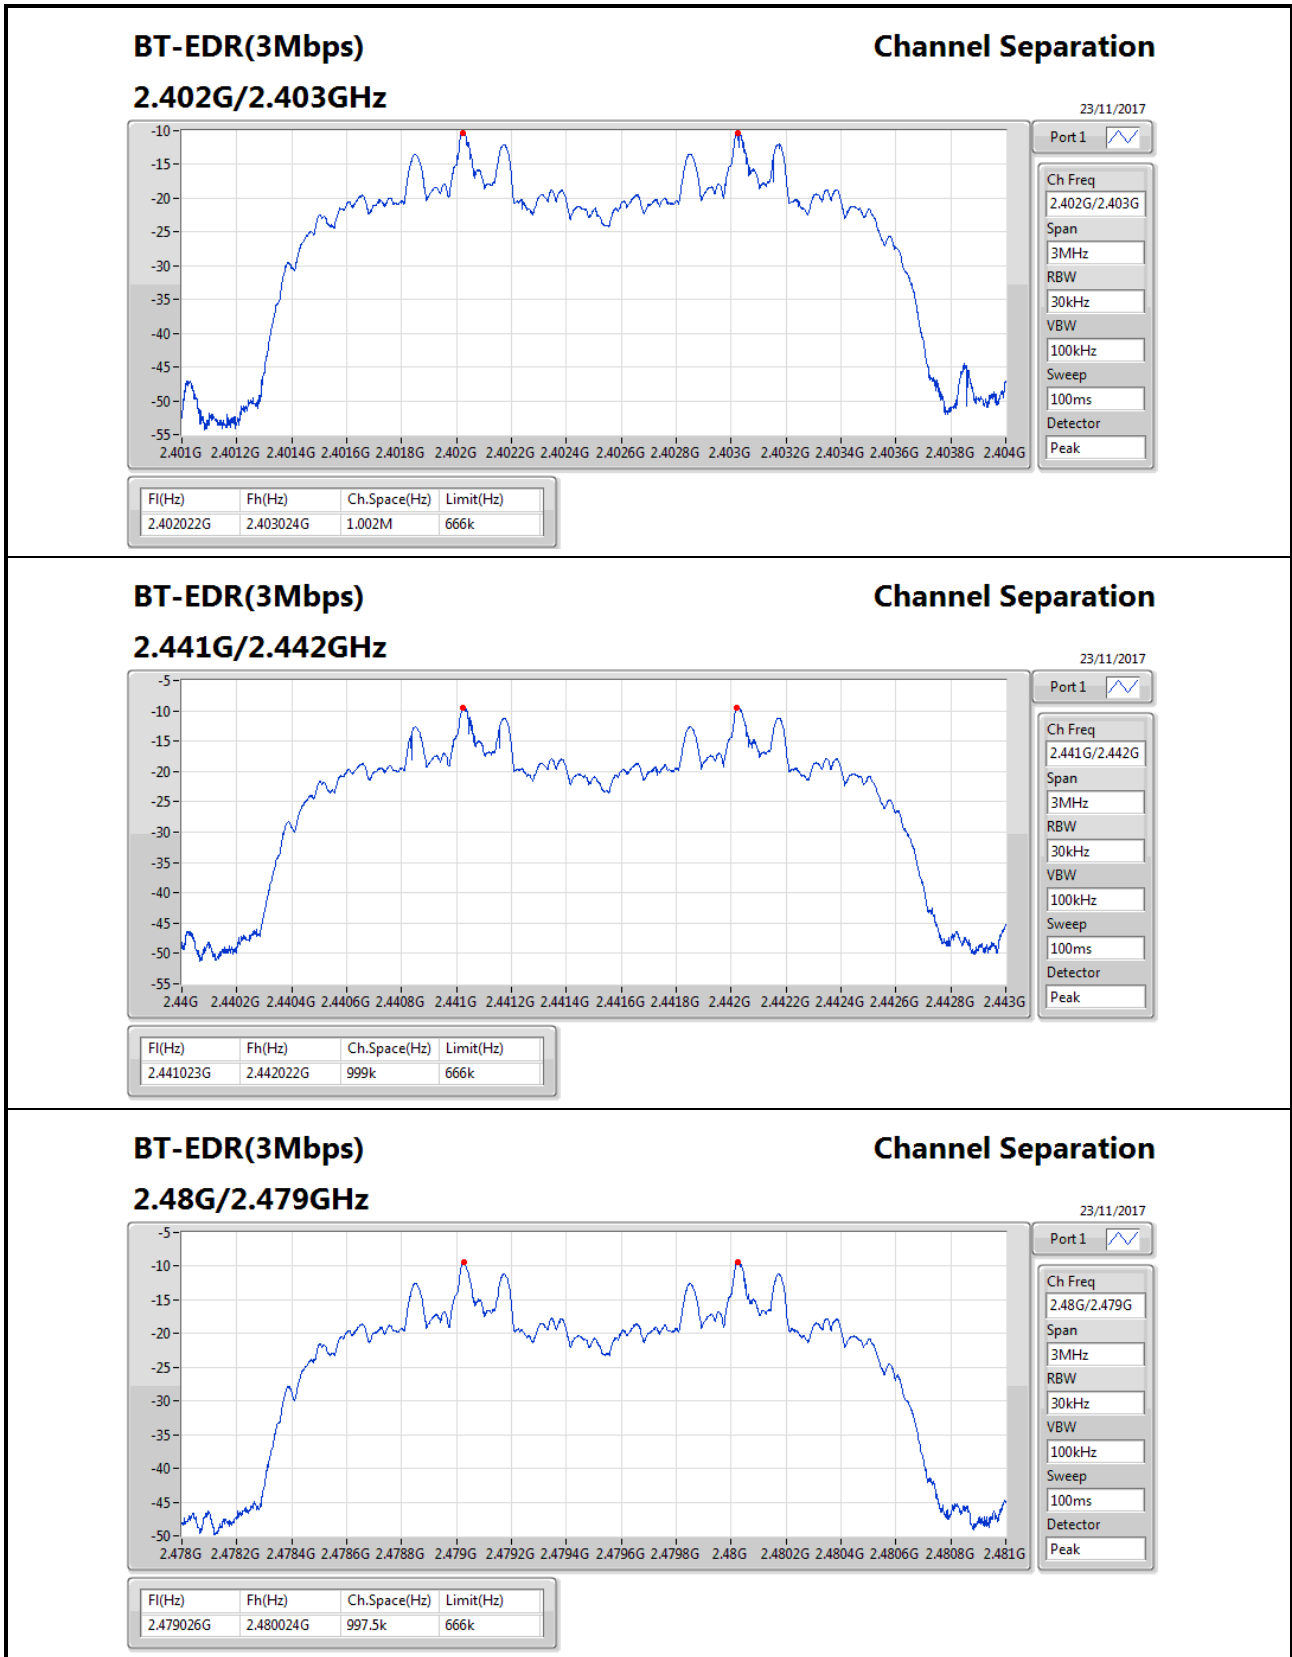 BT-EDR(3Mbps) Channel Separation
2.402G/2.403GHz
23/11/2017
Port 1
-10
-15
-20
-25
-30
-35
-40
-45
-50
-55
2.401G 2.4012G 2.4014G 2.4016G 2.4018G 2.402G 2.4022G 2.4024G 2.4026G 2.4028G 2.403G 2.4032G 2.4034G 2.4036G 2.4038G 2.404G
Ch Freq
2.402G/2.403G
Span
3MHz
RBW
30kHz
VBW
100kHz
Sweep
100ms
Detector
Peak
Fl(Hz) Fh(Hz) Ch.Space(Hz) Limit(Hz)
2.402022G 2.403024G 1.002M 666k
BT-EDR(3Mbps) Channel Separation
2.441G/2.442GHz
23/11/2017
Port 1
-5
-10
-15
-20
-25
-30
-35
-40
-45
-50
-55
2.44G 2.4402G 2.4404G 2.4406G 2.4408G 2.441G 2.4412G 2.4414G 2.4416G 2.4418G 2.442G 2.4422G 2.4424G 2.4426G 2.4428G 2.443G
Ch Freq
2.441G/2.442G
Span
3MHz
RBW
30kHz
VBW
100kHz
Sweep
100ms
Detector
Peak
Fl(Hz) Fh(Hz) Ch.Space(Hz) Limit(Hz)
2.441023G 2.442022G 999k 666k
BT-EDR(3Mbps) Channel Separation
2.48G/2.479GHz
23/11/2017
Port 1
-5
-10
-15
-20
-25
-30
-35
-40
-45
-50
2.478G 2.4782G 2.4784G 2.4786G 2.4788G 2.479G 2.4792G 2.4794G 2.4796G 2.4798G 2.48G 2.4802G 2.4804G 2.4806G 2.4808G 2.481G
Ch Freq
2.48G/2.479G
Span
3MHz
RBW
30kHz
VBW
100kHz
Sweep
100ms
Detector
Peak
Fl(Hz) Fh(Hz) Ch.Space(Hz) Limit(Hz)
2.479026G 2.480024G 997.5k 666k